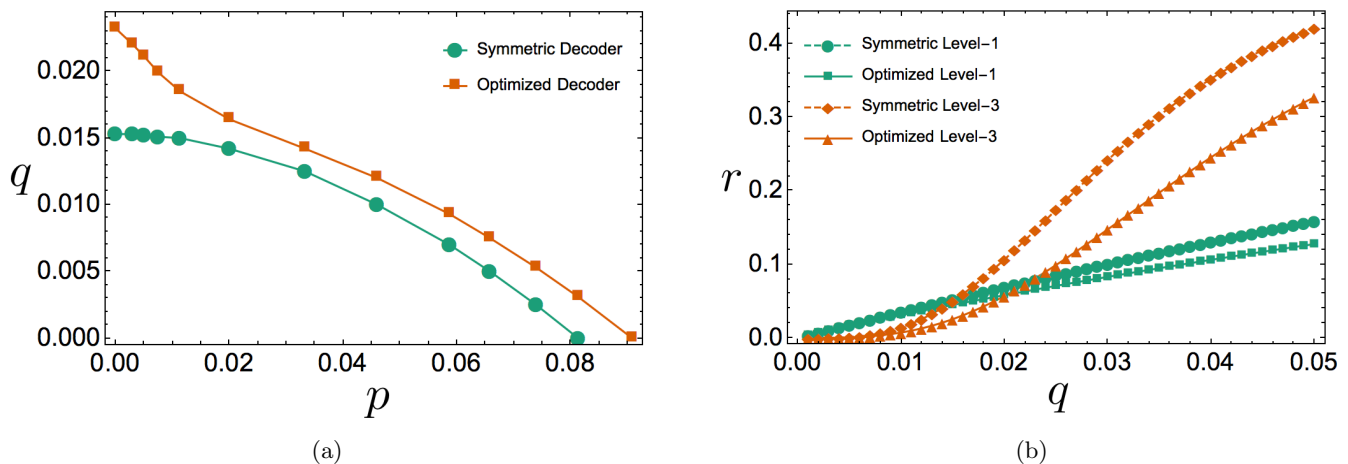 Symmetric Decoder
Optimized Decoder
0.020
0.015
0.010
0.005
0.000
q
0.00 0.02 0.04 0.06 0.08
p
(a)
Symmetric Level-1
Optimized Level-1
Symmetric Level-3
Optimized Level-3
0.4
0.2
0.1
0.0
r
0.00 0.01 0.02 0.03 0.04 0.05
q
(b)